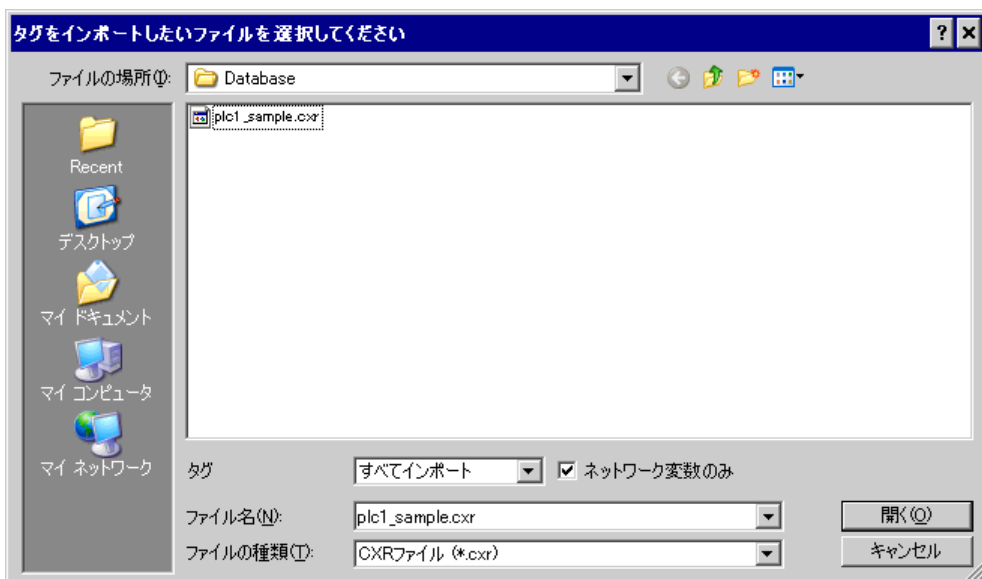 タグをインポートしたいファイルを選択してください
ファイルの場所(I):
Database
plc1_sample.cxr
Recent
デスクトップ
マイ ドキュメント
マイ コンピュータ
マイ ネットワーク
タグ
すべてインポート
ネットワーク変数のみ
ファイル名(N):
plc1_sample.cxr
開く(O)
ファイルの種類(T):
CXRファイル (*.cxr)
キャンセル